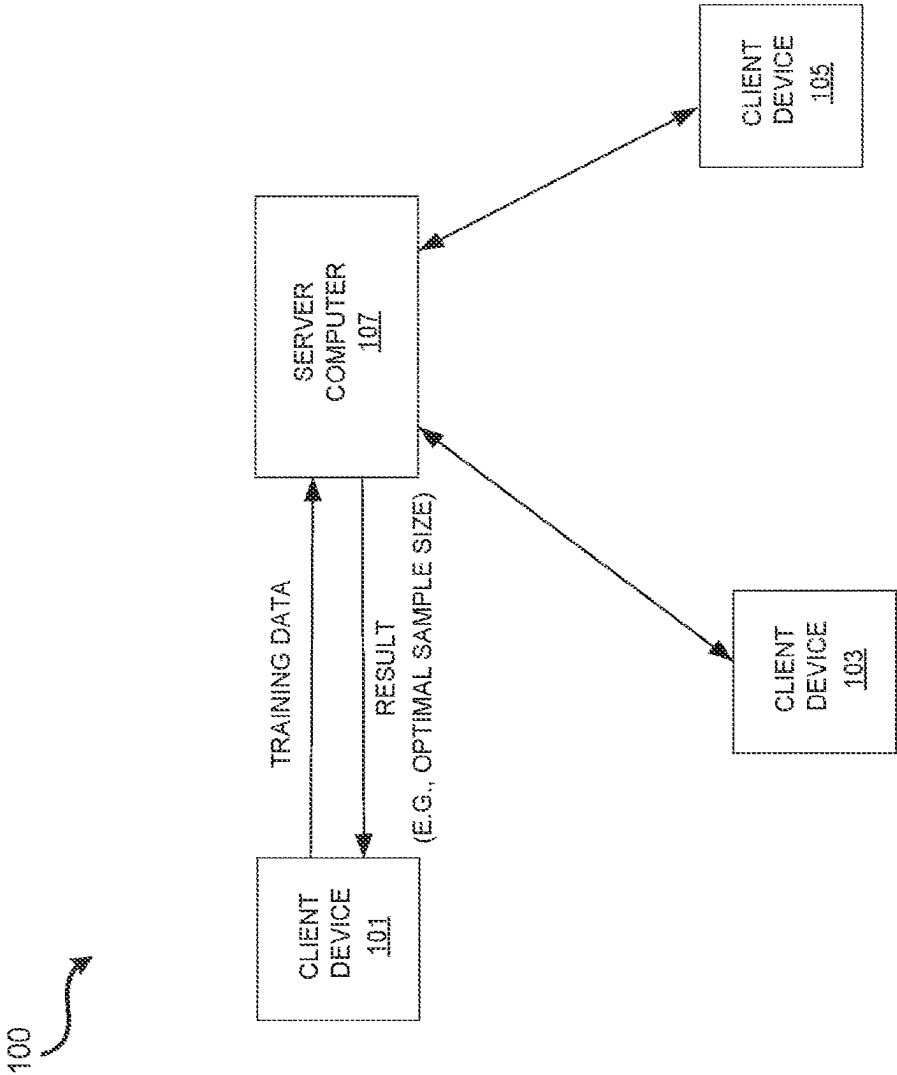 100
CLIENT
DEVICE
101
TRAINING DATA
RESULT
(E.G., OPTIMAL SAMPLE SIZE)
SERVER
COMPUTER
107
CLIENT
DEVICE
103
CLIENT
DEVICE
105